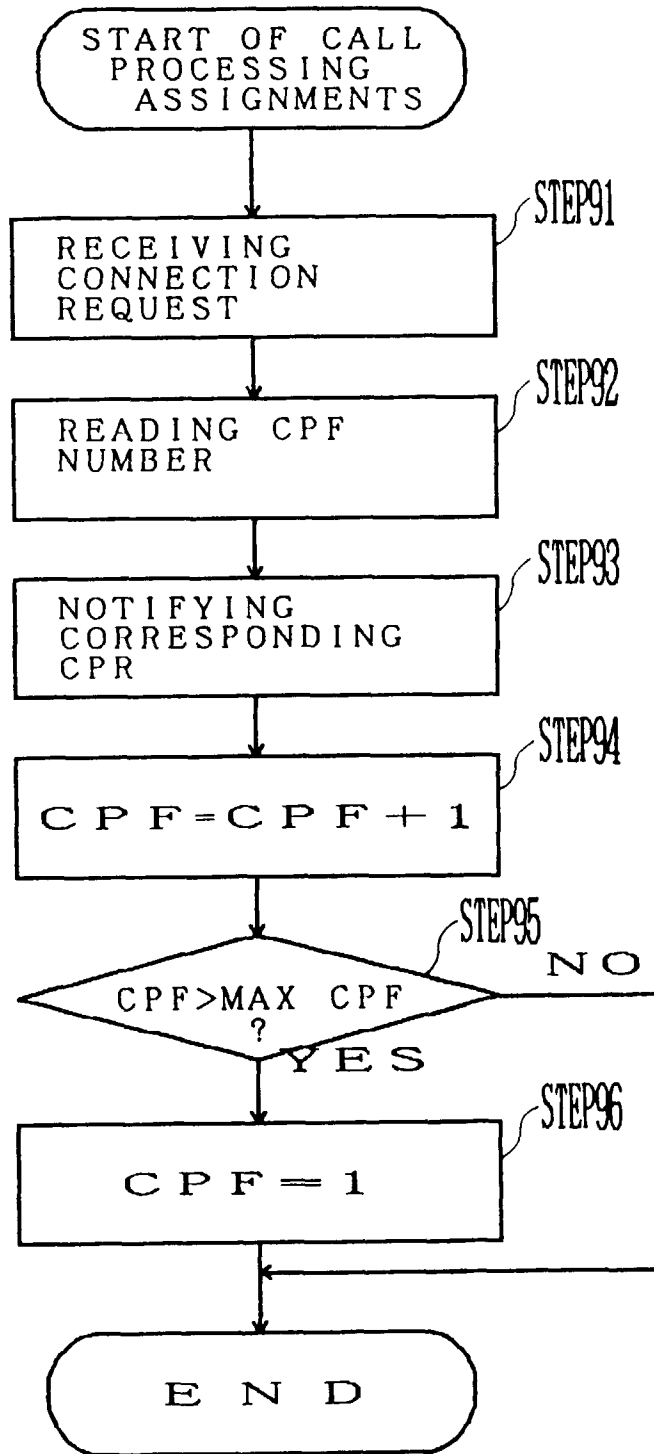 START OF CALL
PROCESSING
ASSIGNMENTS
STEP91
RECEIVING
CONNECTION
REQUEST
STEP92
READING CPF
NUMBER
STEP93
NOTIFYING
CORRESPONDING
CPR
STEP94
CPF=CPF+1
STEP95
NO
CPF>MAX CPF
?
YES
STEP96
CPF=1
END